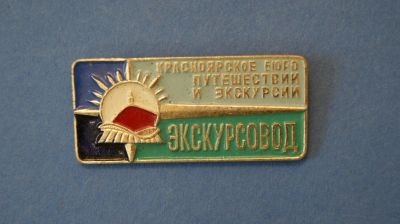 КРАСНОЯРСКОЕ БЮРО
ПУТЕШЕСТВИЙ
И ЭКСКУРСИЙ
ЭКСКУРСОВОД